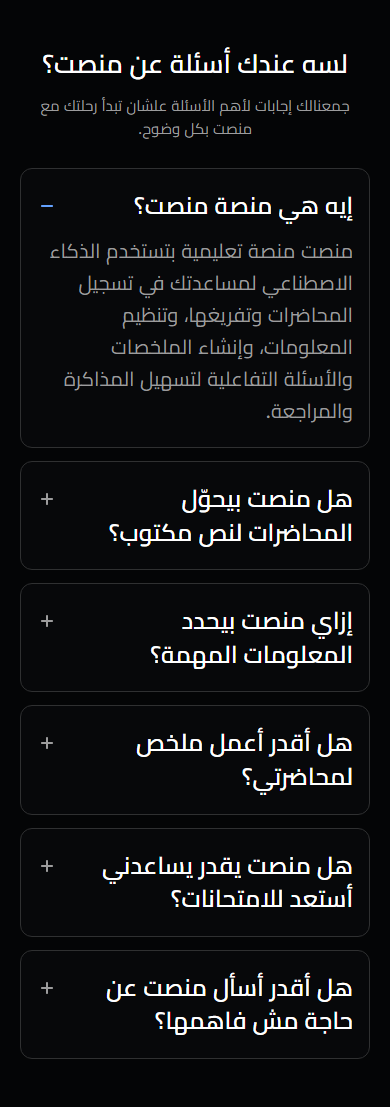 لسه عندك أسئلة عن منصت؟
جمعنالك إجابات لأهم الأسئلة علشان تبدأ رحلتك مع
منصت بكل وضوح.
إيه هي منصة منصت؟
منصت منصة تعليمية بتستخدم الذكاء
الاصطناعي لمساعدتك في تسجيل
المحاضرات وتفريغها، وتنظيم
المعلومات، وإنشاء الملخصات
والأسئلة التفاعلية لتسهيل المذاكرة
والمراجعة.
هل منصت بيحوّل
المحاضرات لنص مكتوب؟
إزاي منصت بيحدد
المعلومات المهمة؟
هل أقدر أعمل ملخص
لمحاضرتي؟
هل منصت يقدر يساعدني
أستعد للامتحانات؟
هل أقدر أسأل منصت عن
حاجة مش فاهمها؟